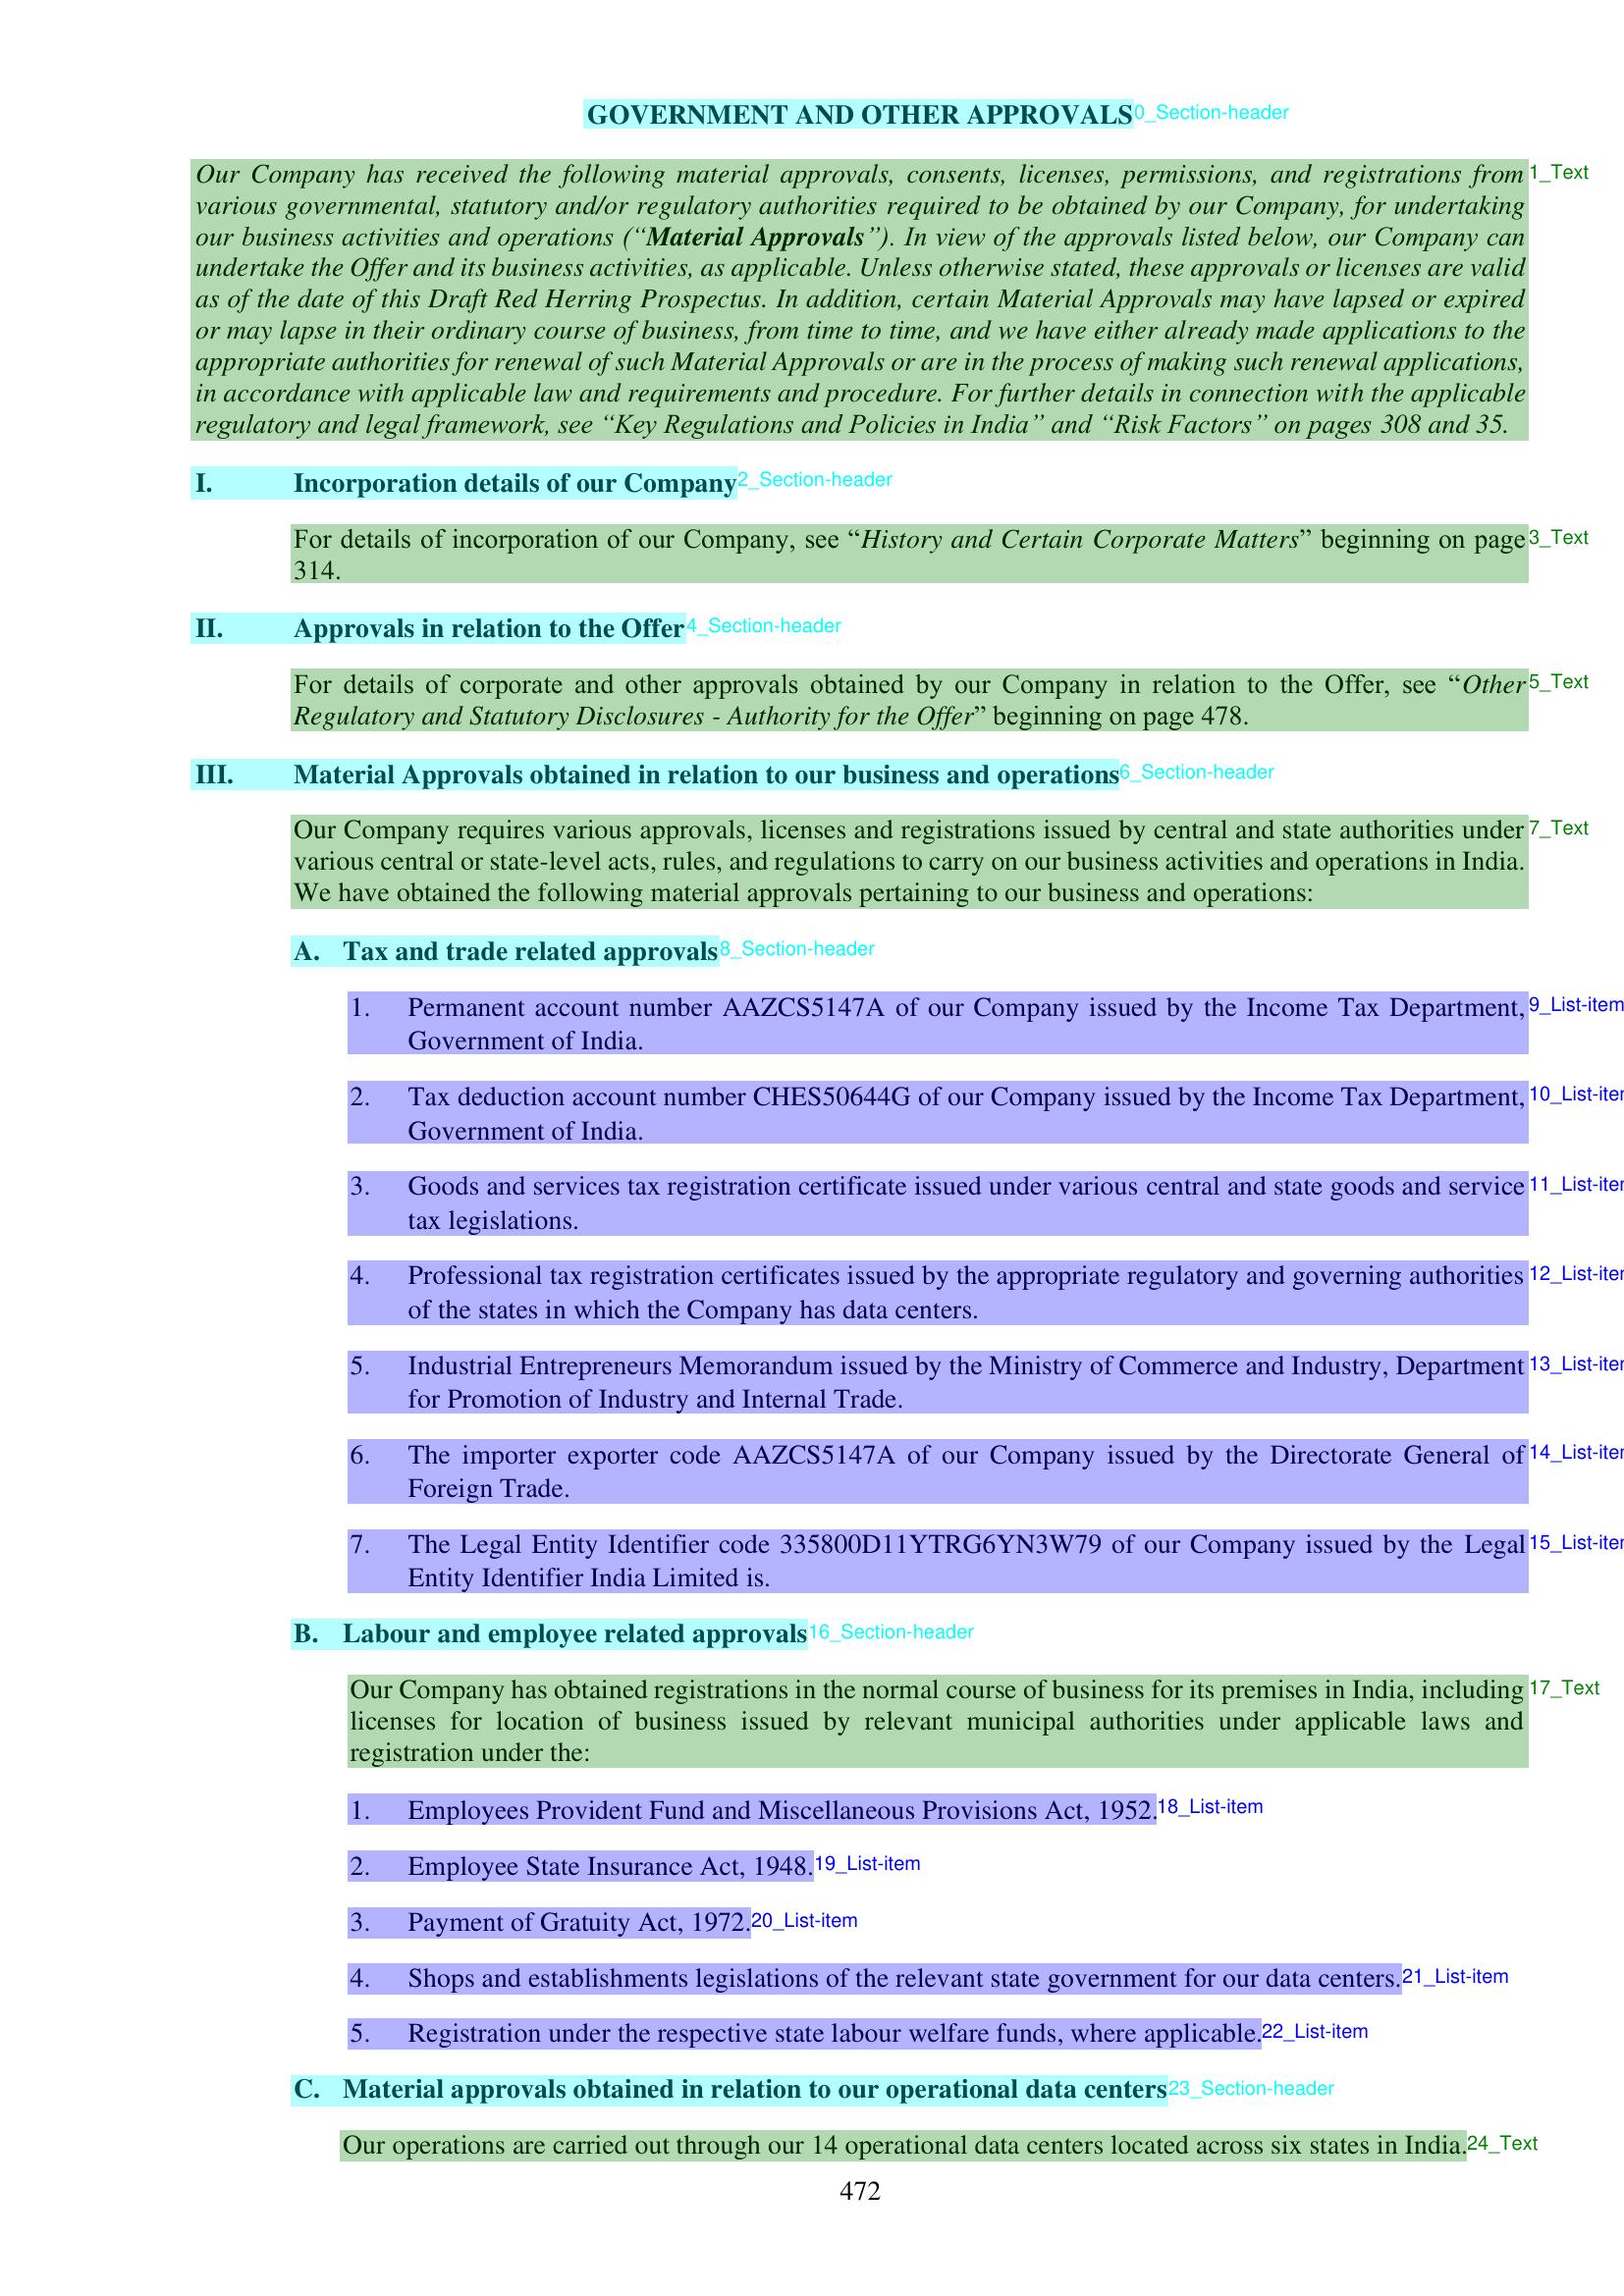 GOVERNMENT AND OTHER APPROVALS0_Section-header
Our Company has received the following material approvals, consents, licenses, permissions, and registrations from 1_Text
various governmental, statutory and/or regulatory authorities required to be obtained by our Company, for undertaking
our business activities and operations (“Material Approvals”). In view of the approvals listed below, our Company can
undertake the Offer and its business activities, as applicable. Unless otherwise stated, these approvals or licenses are valid
as of the date of this Draft Red Herring Prospectus. In addition, certain Material Approvals may have lapsed or expired
or may lapse in their ordinary course of business, from time to time, and we have either already made applications to the
appropriate authorities for renewal of such Material Approvals or are in the process of making such renewal applications,
in accordance with applicable law and requirements and procedure. For further details in connection with the applicable
regulatory and legal framework, see “Key Regulations and Policies in India” and “Risk Factors” on pages 308 and 35.
I. Incorporation details of our Company2_Section-header
For details of incorporation of our Company, see “History and Certain Corporate Matters” beginning on page 3_Text
314.
II. Approvals in relation to the Offer4_Section-header
For details of corporate and other approvals obtained by our Company in relation to the Offer, see “Other 5_Text
Regulatory and Statutory Disclosures - Authority for the Offer” beginning on page 478.
III. Material Approvals obtained in relation to our business and operations6_Section-header
Our Company requires various approvals, licenses and registrations issued by central and state authorities under 7_Text
various central or state-level acts, rules, and regulations to carry on our business activities and operations in India.
We have obtained the following material approvals pertaining to our business and operations:
A. Tax and trade related approvals8_Section-header
1. Permanent account number AAZCS5147A of our Company issued by the Income Tax Department, 9_List-item
Government of India.
2. Tax deduction account number CHES50644G of our Company issued by the Income Tax Department, 10_List-iter
Government of India.
3. Goods and services tax registration certificate issued under various central and state goods and service 11_List-iter
tax legislations.
4. Professional tax registration certificates issued by the appropriate regulatory and governing authorities 12_List-iter
of the states in which the Company has data centers.
5. Industrial Entrepreneurs Memorandum issued by the Ministry of Commerce and Industry, Department 13_List-iter
for Promotion of Industry and Internal Trade.
6. The importer exporter code AAZCS5147A of our Company issued by the Directorate General of 14_List-iter
Foreign Trade.
7. The Legal Entity Identifier code 335800D11YTRG6YN3W79 of our Company issued by the Legal 15_List-iter
Entity Identifier India Limited is.
B. Labour and employee related approvals16_Section-header
Our Company has obtained registrations in the normal course of business for its premises in India, including 17_Text
licenses for location of business issued by relevant municipal authorities under applicable laws and
registration under the:
1. Employees Provident Fund and Miscellaneous Provisions Act, 1952.18_List-item
2. Employee State Insurance Act, 1948.19_List-item
3. Payment of Gratuity Act, 1972.20_List-item
4. Shops and establishments legislations of the relevant state government for our data centers.21_List-item
5. Registration under the respective state labour welfare funds, where applicable.22_List-item
C. Material approvals obtained in relation to our operational data centers23_Section-header
Our operations are carried out through our 14 operational data centers located across six states in India.24_Text
472